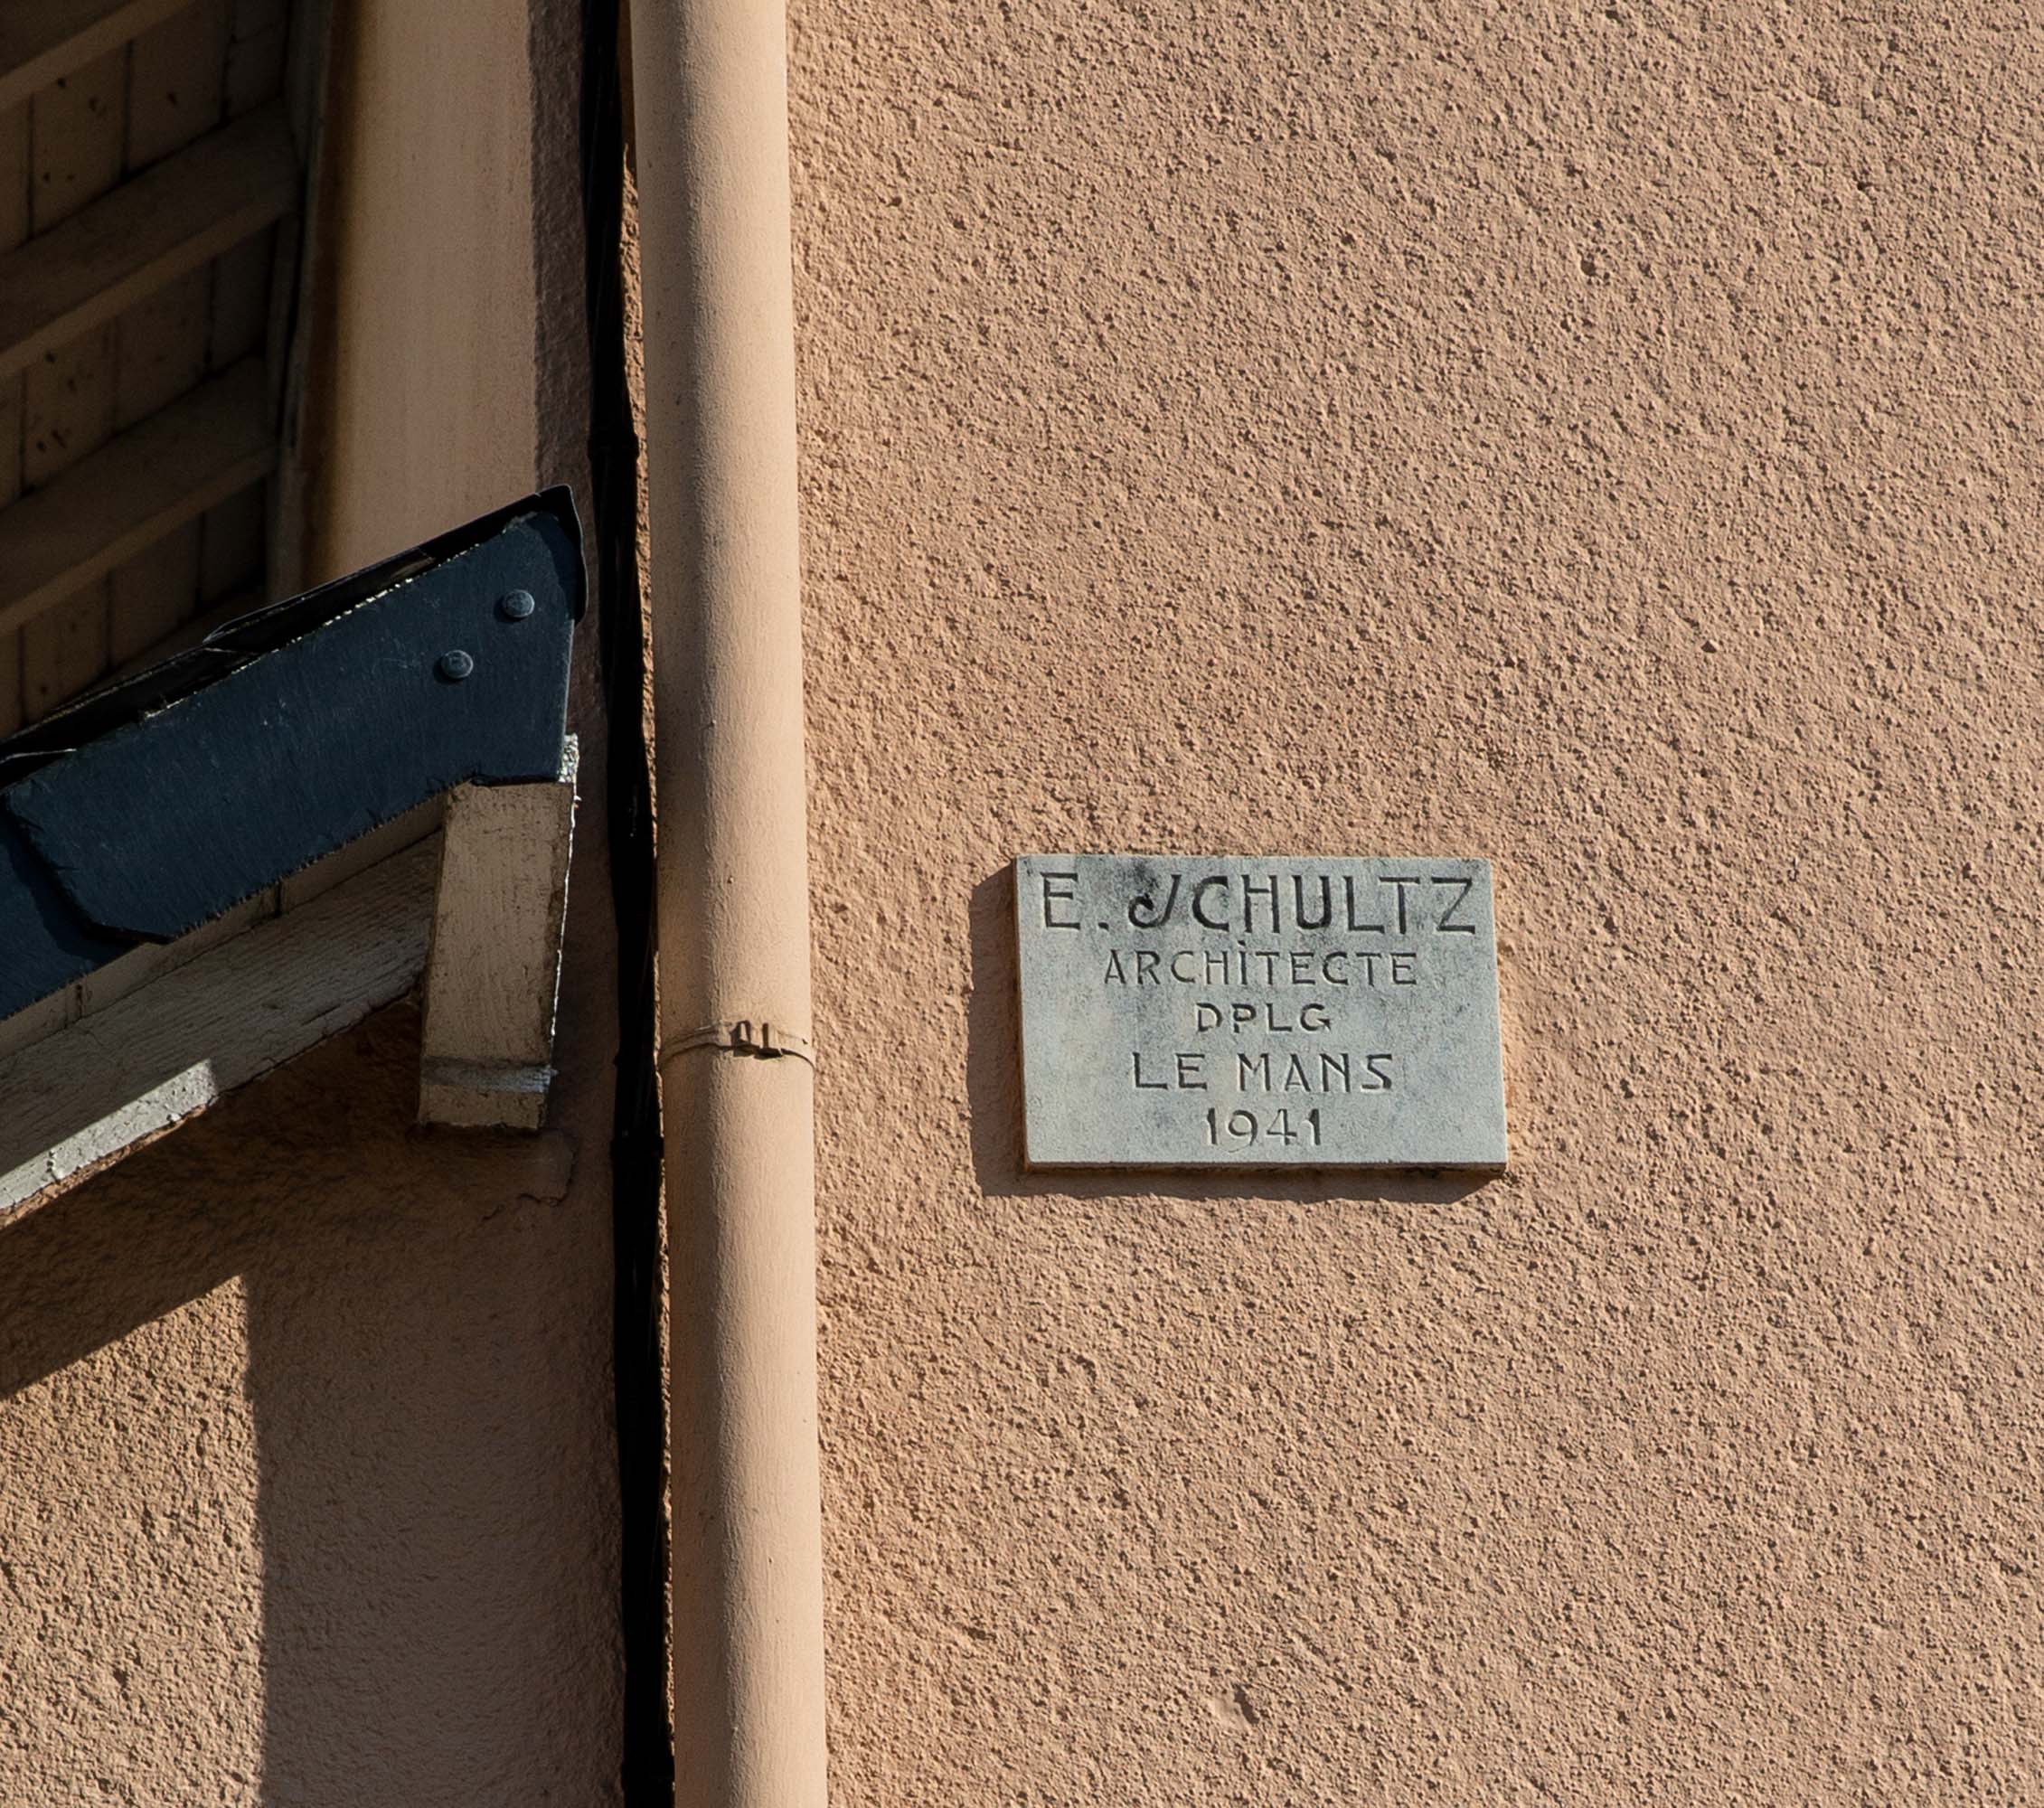 E. SCHULTZ
ARCHITECTE
DPLG
LE MANS
1941